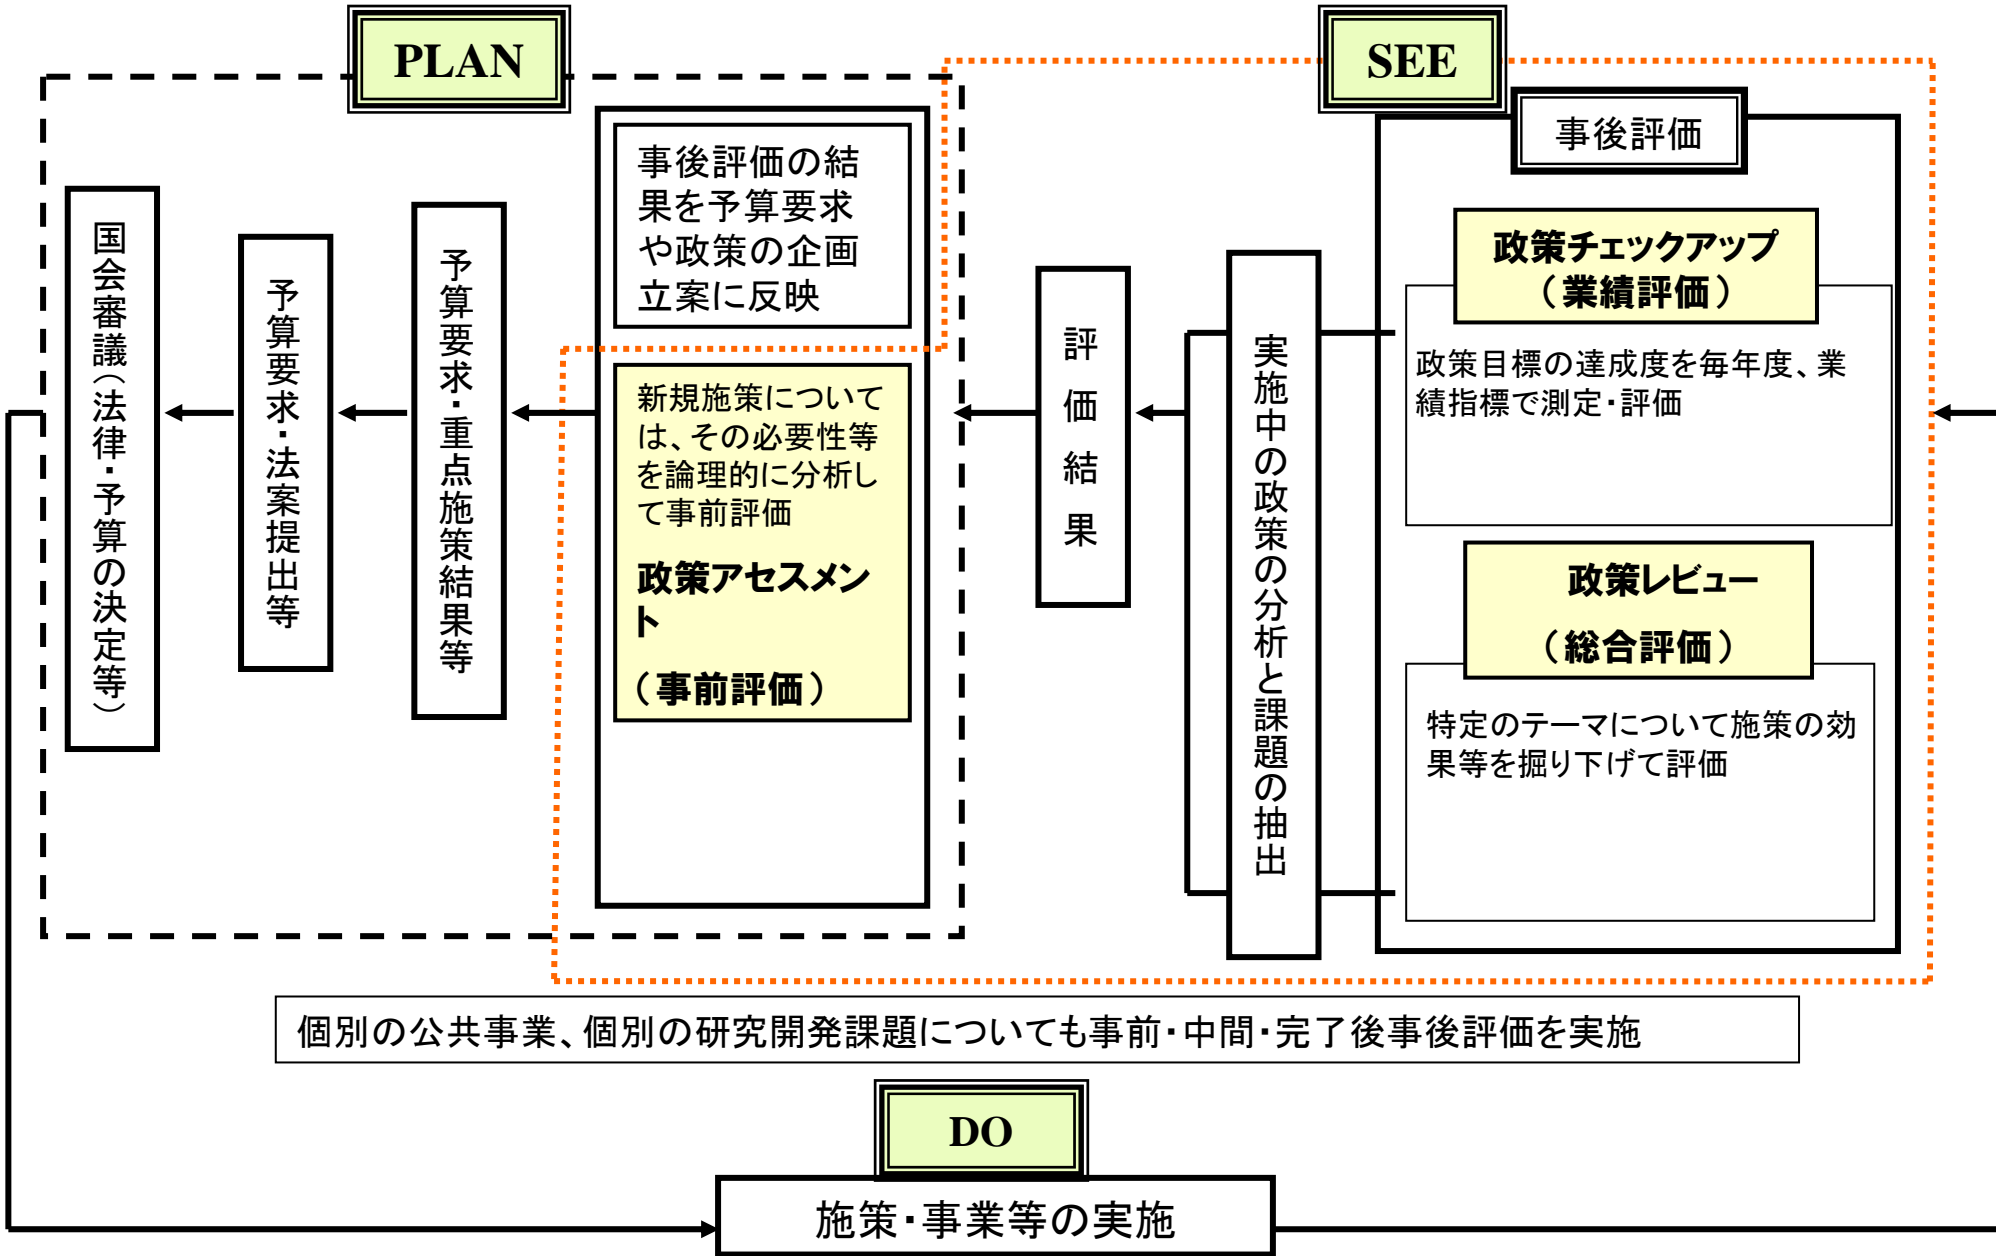 PLAN
国会審議（法律・予算の決定等）
予算要求・法案提出等
予算要求・重点施策結果等
事後評価の結
果を予算要求
や政策の企画
立案に反映
新規施策について
は、その必要性等
を論理的に分析し
て事前評価
政策アセスメン
ト
（事前評価）
SEE
評価結果
実施中の政策の分析と課題の抽出
事後評価
政策チェックアップ
（業績評価）
政策目標の達成度を毎年度、業
績指標で測定・評価
政策レビュー
（総合評価）
特定のテーマについて施策の効
果等を掘り下げて評価
個別の公共事業、個別の研究開発課題についても事前・中間・完了後事後評価を実施
DO
施策・事業等の実施